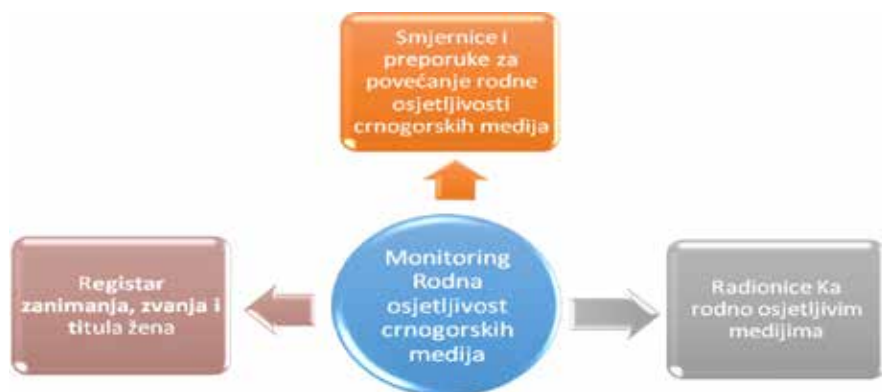 Smjernice i
preporuke za
povećanje rodne
osjetljivosti
crnogorskih medija
Registar
zanimanja, zvanja i
titula žena
Monitoring
Rodna
osjetljivost
crnogorskih
medija
Radionice Ka
rodno osjetljivim
medijima